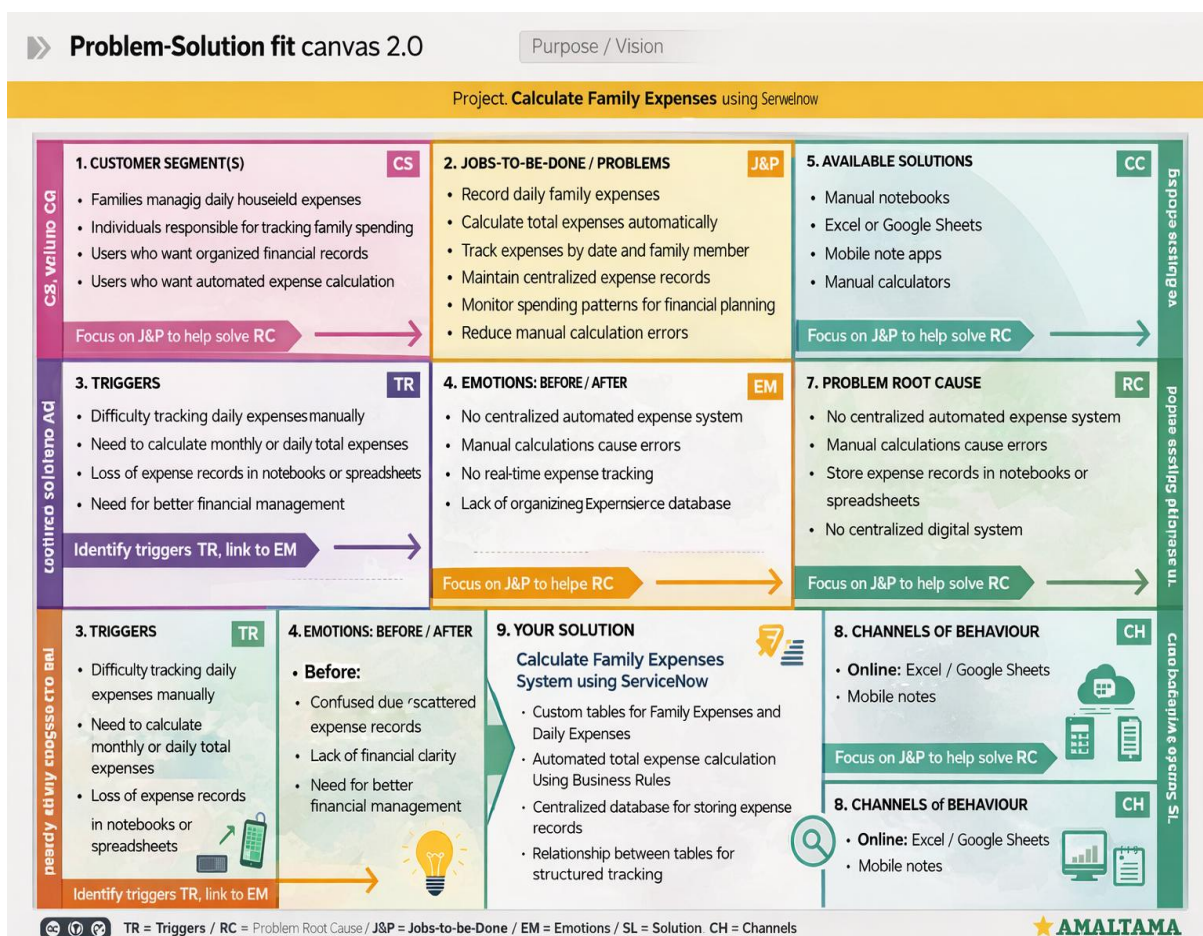 Problem-Solution fit canvas 2.0
Purpose / Vision
Project. Calculate Family Expenses using Serwelnow
1. CUSTOMER SEGMENT(S)
CS
• Families managig daily househeld expenses
• Individuals responsible for tracking family spending
• Users who want organized financial records
• Users who want automated expense calculation
Focus on J&P to help solve RC
2. JOBS-TO-BE-DONE / PROBLEMS
J&P
• Record daily family expenses
• Calculate total expenses automatically
• Track expenses by date and family member
• Maintain centralized expense records
• Monitor spending patterns for financial planning
• Reduce manual calculation errors
5. AVAILABLE SOLUTIONS
CC
• Manual notebooks
• Excel or Google Sheets
• Mobile note apps
• Manual calculators
Focus on J&P to help solve RC
3. TRIGGERS
TR
• Difficulty tracking daily expenses manually
• Need to calculate monthly or daily total expenses
• Loss of expense records in notebooks or spreadsheets
• Need for better financial management
Identify triggers TR, link to EM
4. EMOTIONS: BEFORE / AFTER
EM
• No centralized automated expense system
• Manual calculations cause errors
• No real-time expense tracking
• Lack of organizineg Expernsierce database
Focus on J&P to helpe RC
7. PROBLEM ROOT CAUSE
RC
• No centralized automated expense system
• Manual calculations cause errors
• Store expense records in notebooks or
spreadsheets
• No centralized digital system
Focus on J&P to help solve RC
3. TRIGGERS
TR
• Difficulty tracking daily
expenses manually
• Need to calculate
monthly or daily total
expenses
• Loss of expense records
in notebooks or
spreadsheets
Identify triggers TR, link to EM
4. EMOTIONS: BEFORE / AFTER
• Before:
• Confused due scattered
expense records
• Lack of financial clarity
• Need for better
financial management
9. YOUR SOLUTION
Calculate Family Expenses
System using ServiceNow
· Custom tables for Family Expenses and
Daily Expenses
· Automated total expense calculation
Using Business Rules
· Centralized database for storing expense
records
· Relationship between tables for
structured tracking
8. CHANNELS OF BEHAVIOUR
CH
• Online: Excel / Google Sheets
• Mobile notes
Focus on J&P to help solve RC
8. CHANNELS of BEHAVIOUR
CH
• Online: Excel / Google Sheets
• Mobile notes
TR = Triggers / RC = Problem Root Cause / J&P = Jobs-to-be-Done / EM = Emotions / SL = Solution CH = Channels
AMALTAMA